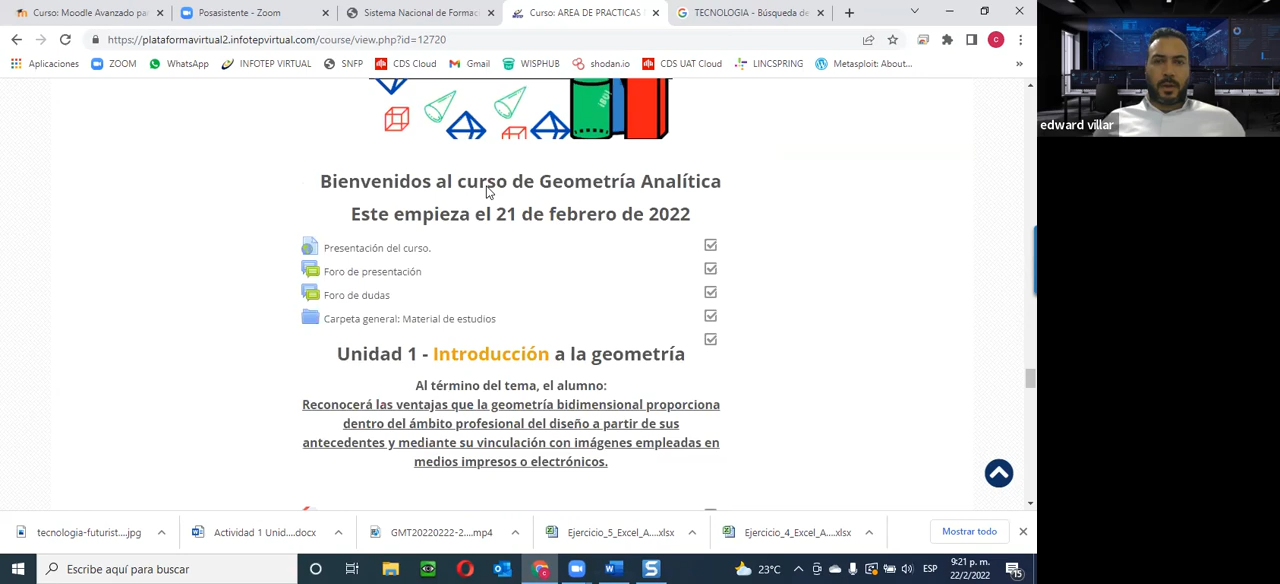 Curso: Moodle Avanzado pa
Posasistente - Zoom
Sistema Nacional de Formac
Curso: AREA DE PRACTICAS
TECNOLOGIA - Búsqueda de
https://plataformavirtual2.infotepvirtual.com/course/view.php?id=12720
C
Aplicaciones
ZOOM
WhatsApp
INFOTEP VIRTUAL
SNFP
CDS Cloud
Gmail
WISPHUB
shodan.io
CDS UAT Cloud
LINCSPRING
Metasploit: About...
»
edward villar
Bienvenidos al curso de Geometría Analítica
Este empieza el 21 de febrero de 2022
Presentación del curso.
Foro de presentación
Foro de dudas
Carpeta general: Material de estudios
Unidad 1 - Introducción a la geometría
Al término del tema, el alumno:
Reconocerá las ventajas que la geometría bidimensional proporciona
dentro del ámbito profesional del diseño a partir de sus
antecedentes y mediante su vinculación con imágenes empleadas en
medios impresos o electrónicos.
tecnologia-futurist....jpg
Actividad 1 Unid....docx
GMT20220222-2....mp4
Ejercicio_5_Excel_A....xlsx
Ejercicio_4_Excel_A....xlsx
Mostrar todo
Escribe aquí para buscar
23°C
ESP
9:21 p. m.
22/2/2022
15